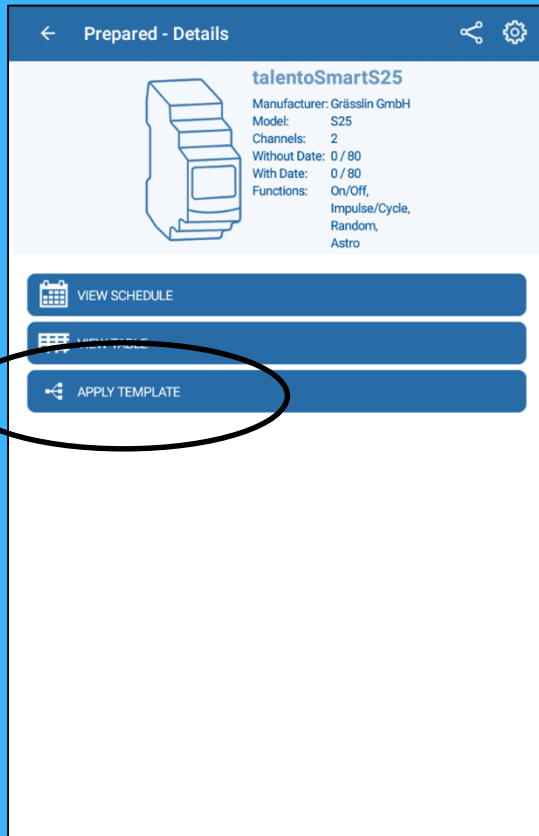 Prepared - Details
talentoSmartS25
Manufacturer: Grässlin GmbH
Model: S25
Channels: 2
Without Date: 0 / 80
With Date: 0 / 80
Functions: On/Off,
Impulse/Cycle,
Random,
Astro
VIEW SCHEDULE
VIEW TABLE
APPLY TEMPLATE